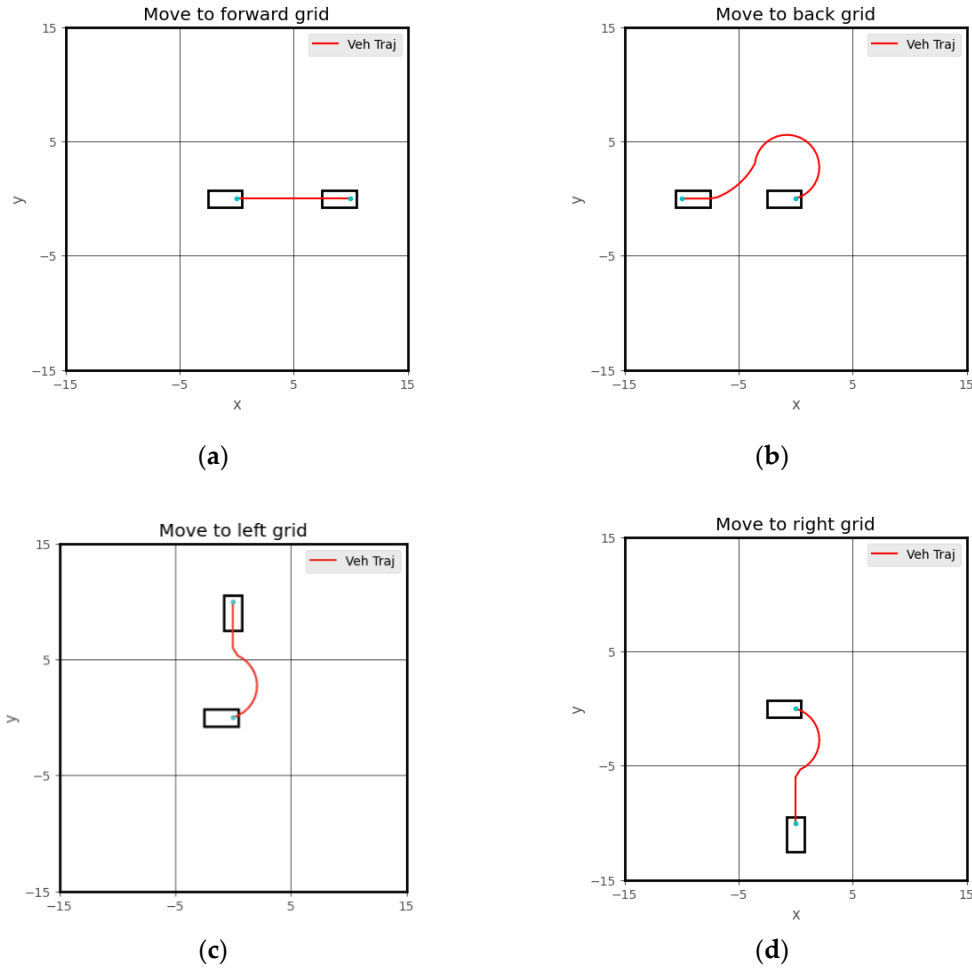 Move to forward grid
15
Veh Traj
5
y
−5
−15
−15 −5 5 15
x
(a)
Move to back grid
15
Veh Traj
5
y
−5
−15
−15 −5 5 15
x
(b)
Move to left grid
15
Veh Traj
5
y
−5
−15
−15 −5 5 15
(c)
Move to right grid
15
Veh Traj
5
y
−5
−15
−15 −5 5 15
x
(d)